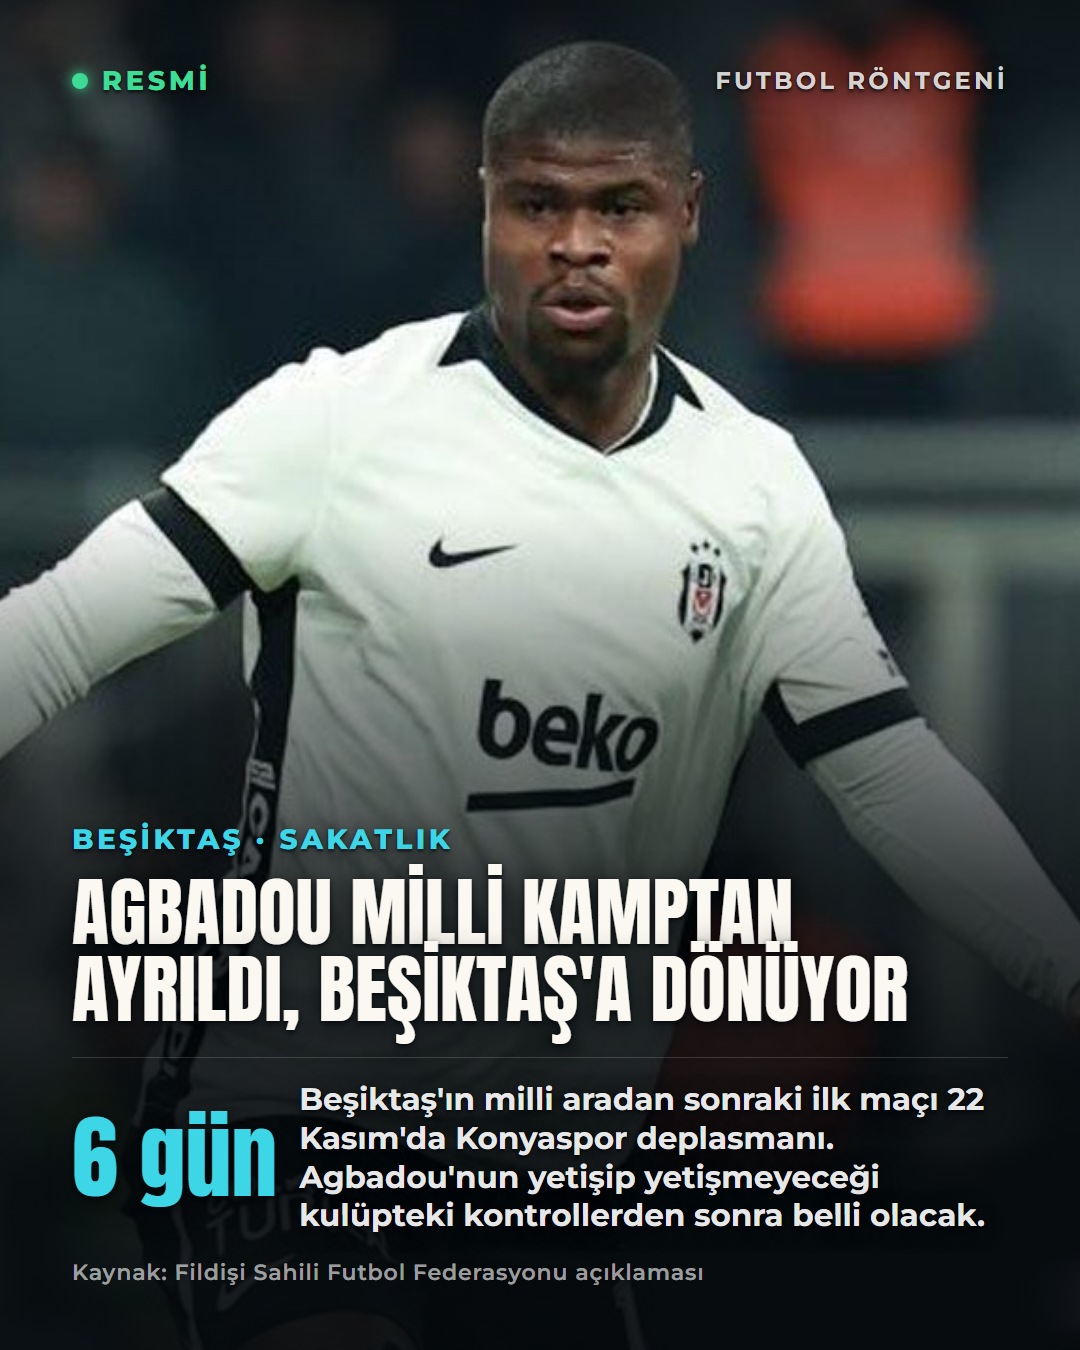 RESMİ
FUTBOL RÖNTGENİ
beko
BEŞİKTAŞ · SAKATLIK
AGBADOU MİLLİ KAMPTAN
AYRILDI, BEŞİKTAŞ'A DÖNÜYOR
6 gün
Beşiktaş'ın milli aradan sonraki ilk maçı 22
Kasım'da Konyaspor deplasmanı.
Agbadou'nun yetişip yetişmeyeceği
kulüpteki kontrollerden sonra belli olacak.
Kaynak: Fildişi Sahili Futbol Federasyonu açıklaması